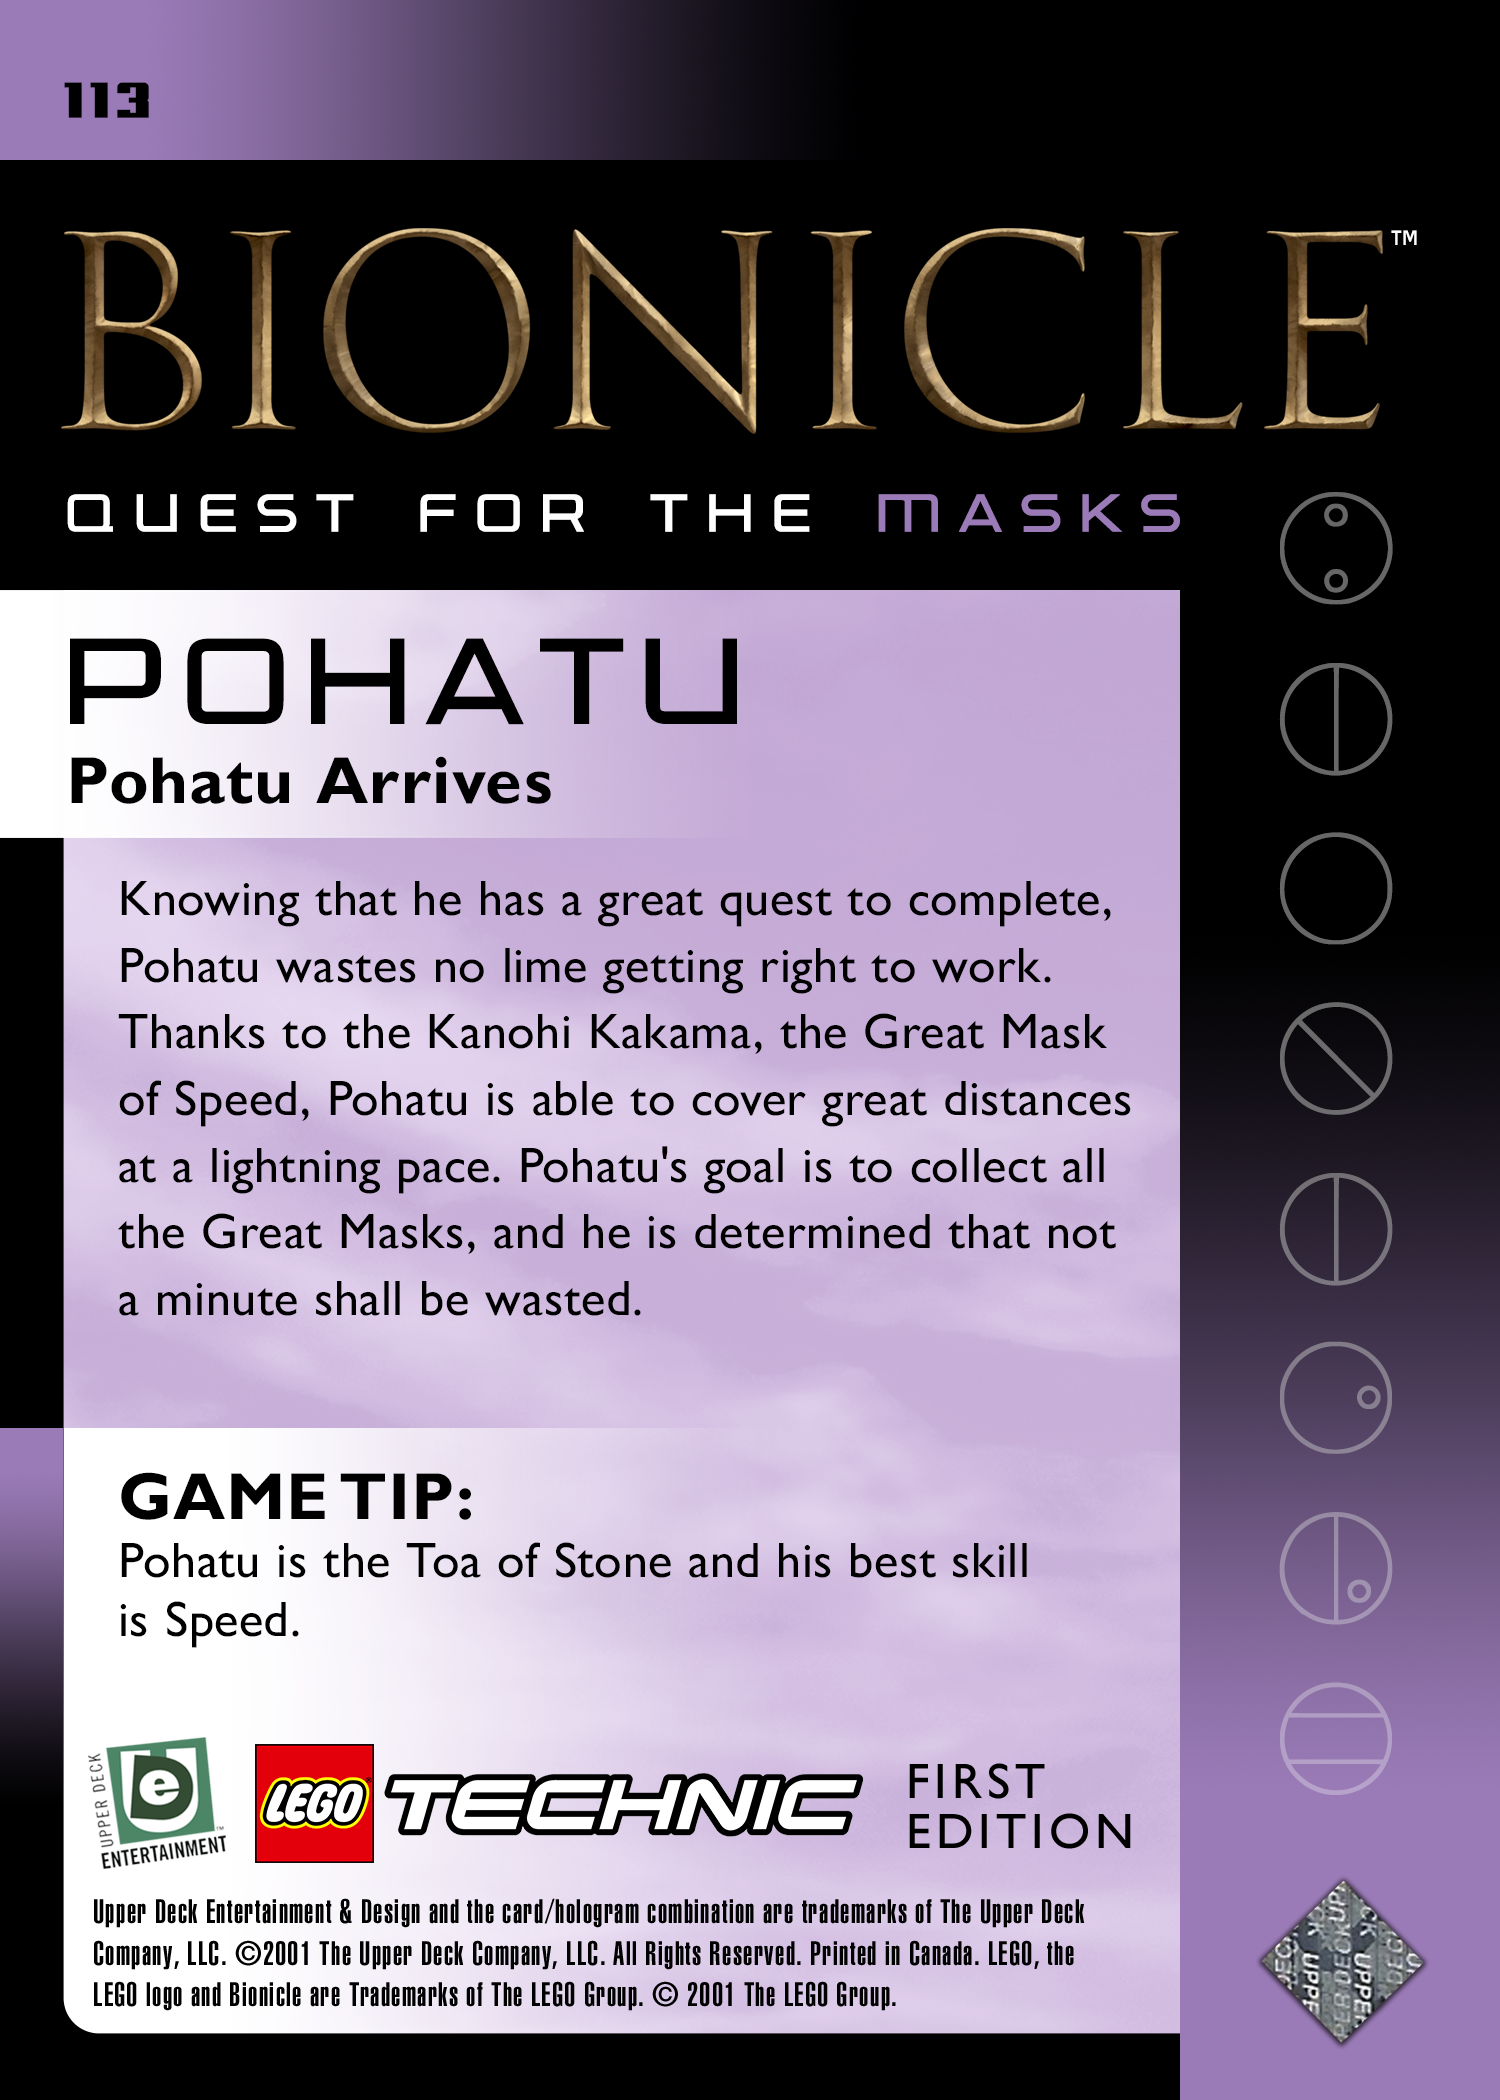 113
BIONICLE™
QUEST FOR THE MASKS
POHATU
Pohatu Arrives
Knowing that he has a great quest to complete,
Pohatu wastes no lime getting right to work.
Thanks to the Kanohi Kakama, the Great Mask
of Speed, Pohatu is able to cover great distances
at a lightning pace. Pohatu's goal is to collect all
the Great Masks, and he is determined that not
a minute shall be wasted.
GAME TIP:
Pohatu is the Toa of Stone and his best skill
is Speed.
UPPER DECK
e
ENTERTAINMENT™
LEGO TECHNIC
FIRST
EDITION
Upper Deck Entertainment & Design and the card/hologram combination are trademarks of The Upper Deck
Company, LLC. ©2001 The Upper Deck Company, LLC. All Rights Reserved. Printed in Canada. LEGO, the
LEGO logo and Bionicle are Trademarks of The LEGO Group. © 2001 The LEGO Group.